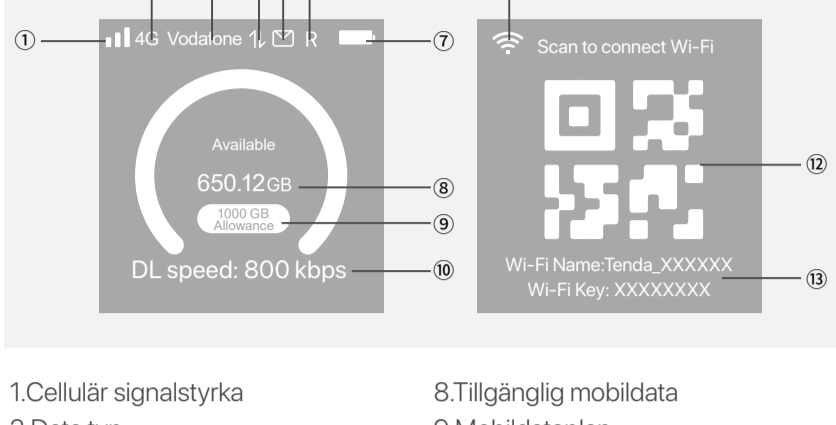 ① 4G Vodafone R ⑦
Available
650.12GB ⑧
1000 GB
Allowance ⑨
DL speed: 800 kbps ⑩
Scan to connect Wi-Fi
⑫
Wi-Fi Name:Tenda_XXXXXX
Wi-Fi Key: XXXXXXXX ⑬
1.Cellulär signalstyrka
8.Tillgänglig mobildata